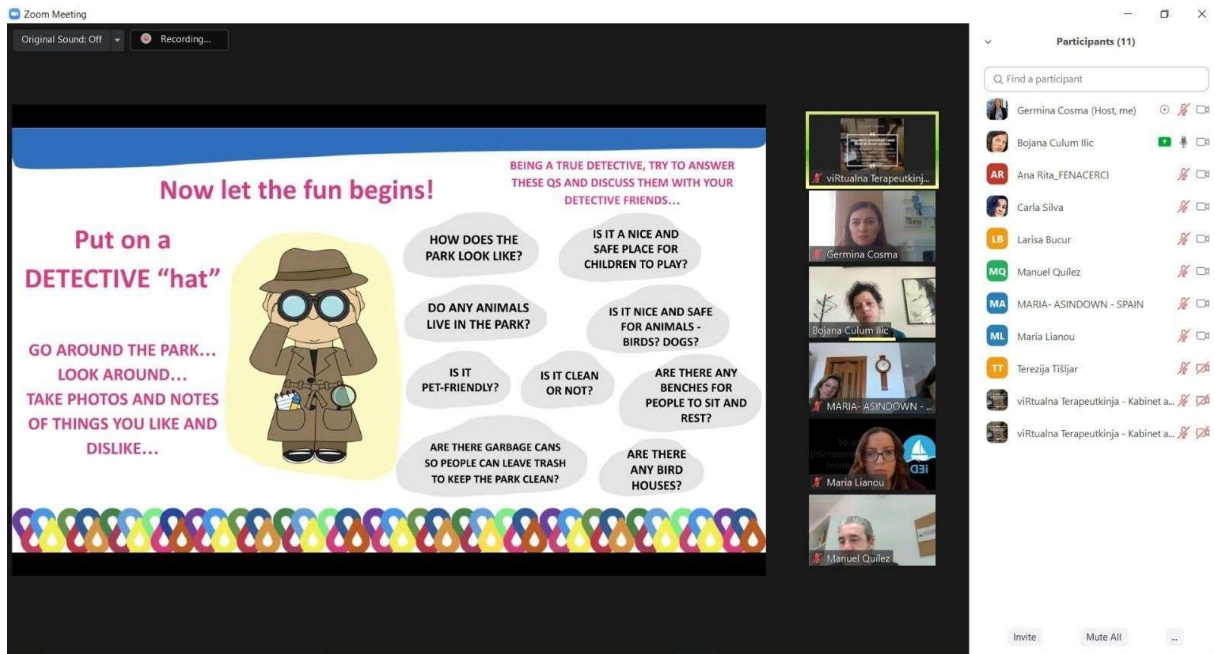 Zoom Meeting
Original Sound: Off
Recording...
Now let the fun begins!
BEING A TRUE DETECTIVE, TRY TO ANSWER
THESE QS AND DISCUSS THEM WITH YOUR
DETECTIVE FRIENDS...
Put on a
DETECTIVE “hat”
GO AROUND THE PARK...
LOOK AROUND...
TAKE PHOTOS AND NOTES
OF THINGS YOU LIKE AND
DISLIKE...
HOW DOES THE
PARK LOOK LIKE?
IS IT A NICE AND
SAFE PLACE FOR
CHILDREN TO PLAY?
DO ANY ANIMALS
LIVE IN THE PARK?
IS IT NICE AND SAFE
FOR ANIMALS -
BIRDS? DOGS?
IS IT
PET-FRIENDLY?
IS IT CLEAN
OR NOT?
ARE THERE ANY
BENCHES FOR
PEOPLE TO SIT AND
REST?
ARE THERE GARBAGE CANS
SO PEOPLE CAN LEAVE TRASH
TO KEEP THE PARK CLEAN?
ARE THERE
ANY BIRD
HOUSES?
viRtualna Terapeutkinj...
Germina Cosma
Bojana Culum Ilic
MARIA- ASINDOWN - ...
Maria Lianou
Manuel Quílez
Participants (11)
Find a participant
Germina Cosma (Host, me)
Bojana Culum Ilic
AR Ana Rita_FENACERCI
Carla Silva
LB Larisa Bucur
MQ Manuel Quílez
MA MARIA- ASINDOWN - SPAIN
ML Maria Lianou
TT Terezija Tišljar
viRtualna Terapeutkinja - Kabinet a...
viRtualna Terapeutkinja - Kabinet a...
Invite
Mute All
...